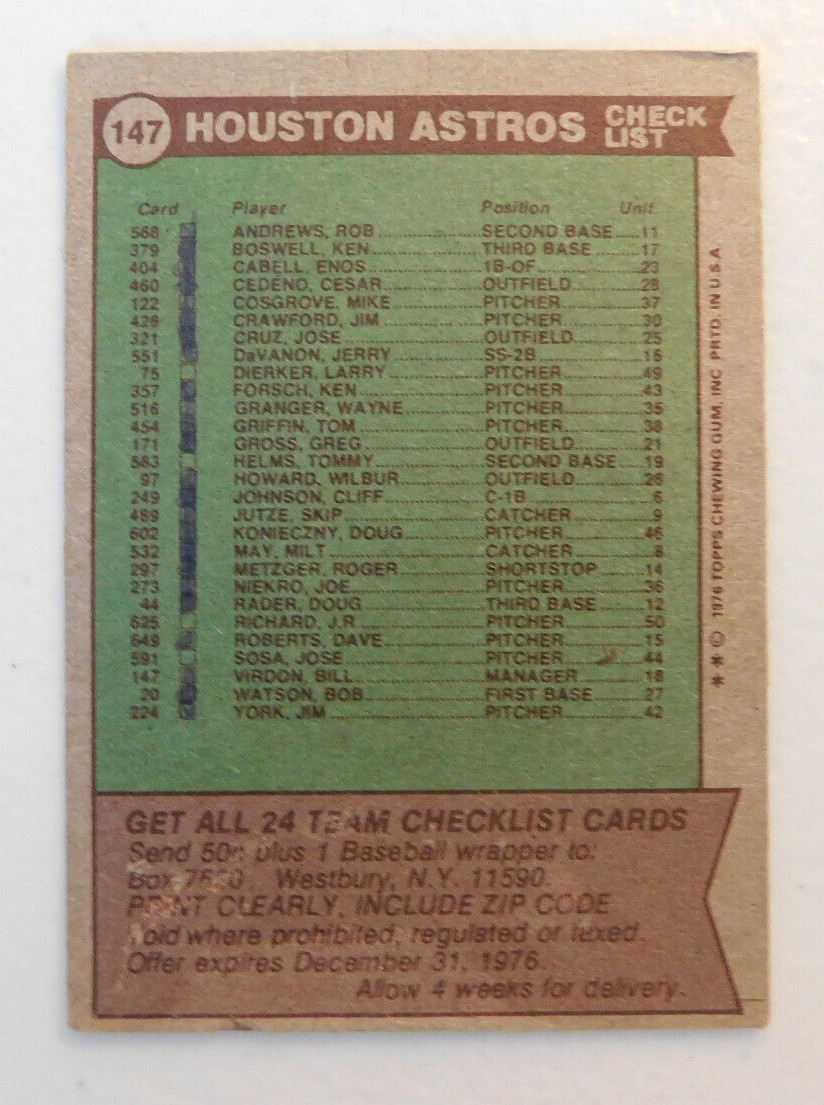 147 HOUSTON ASTROS CHECK LIST
Card Player Position Unif.
568 ANDREWS, ROB SECOND BASE 11
379 BOSWELL, KEN THIRD BASE 17
404 CABELL, ENOS 1B-OF 23
460 CEDENO, CESAR OUTFIELD 28
122 COSGROVE, MIKE PITCHER 37
428 CRAWFORD, JIM PITCHER 30
321 CRUZ, JOSE OUTFIELD 25
551 DaVANON, JERRY SS-2B 16
75 DIERKER, LARRY PITCHER 49
357 FORSCH, KEN PITCHER 43
516 GRANGER, WAYNE PITCHER 35
454 GRIFFIN, TOM PITCHER 38
171 GROSS, GREG OUTFIELD 21
583 HELMS, TOMMY SECOND BASE 19
97 HOWARD, WILBUR OUTFIELD 26
249 JOHNSON, CLIFF C-1B 6
489 JUTZE, SKIP CATCHER 9
602 KONIECZNY, DOUG PITCHER 46
532 MAY, MILT CATCHER 8
297 METZGER, ROGER SHORTSTOP 14
273 NIEKRO, JOE PITCHER 36
44 RADER, DOUG THIRD BASE 12
625 RICHARD, J.R. PITCHER 50
649 ROBERTS, DAVE PITCHER 15
591 SOSA, JOSE PITCHER 44
147 VIRDON, BILL MANAGER 18
20 WATSON, BOB FIRST BASE 27
224 YORK, JIM PITCHER 42
GET ALL 24 TEAM CHECKLIST CARDS
Send 50¢ plus 1 Baseball wrapper to:
Box Westbury, N.Y. 11590
PRINT CLEARLY, INCLUDE ZIP CODE
Void where prohibited, regulated or taxed.
Offer expires December 31, 1976.
Allow 4 weeks for delivery.
* * © 1976 TOPPS CHEWING GUM, INC. PRTD. IN U.S.A.